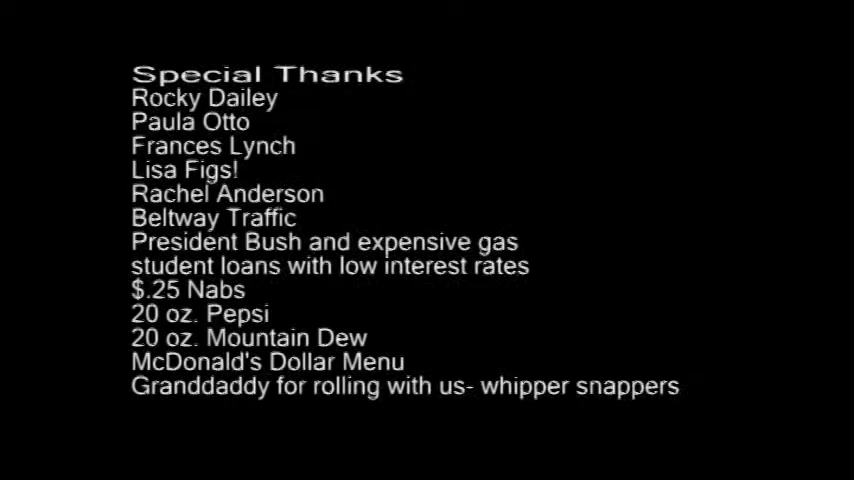 Special Thanks
Rocky Dailey
Paula Otto
Frances Lynch
Lisa Figs!
Rachel Anderson
Beltway Traffic
President Bush and expensive gas
student loans with low interest rates
$.25 Nabs
20 oz. Pepsi
20 oz. Mountain Dew
McDonald's Dollar Menu
Granddaddy for rolling with us- whipper snappers